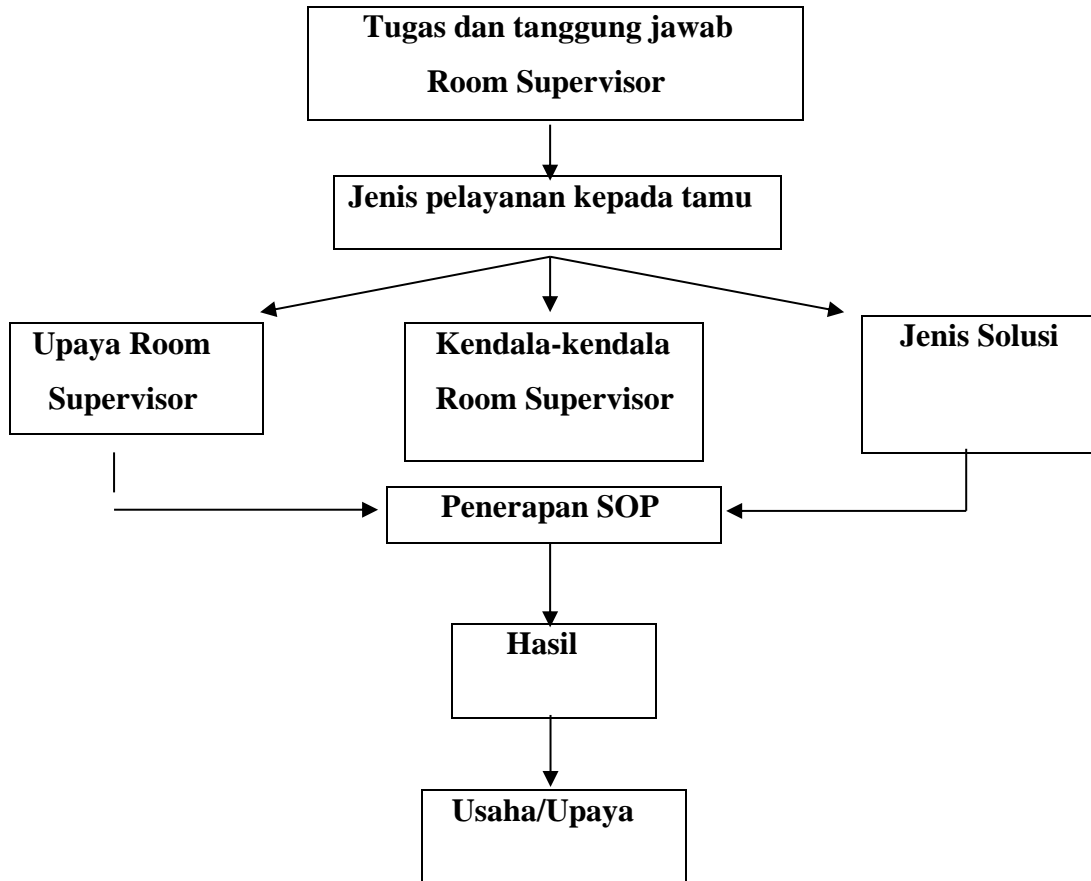 Tugas dan tanggung jawab
Room Supervisor
Jenis pelayanan kepada tamu
Upaya Room
Supervisor
Kendala-kendala
Room Supervisor
Jenis Solusi
Penerapan SOP
Hasil
Usaha/Upaya